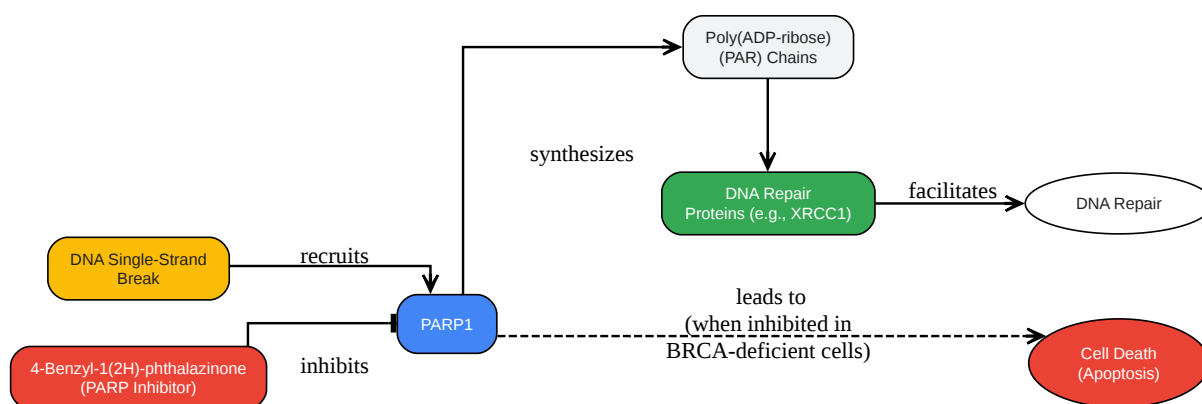 Poly(ADP-ribose)
(PAR) Chains
synthesizes
DNA Repair
Proteins (e.g., XRCC1)
facilitates
DNA Repair
DNA Single-Strand
Break
recruits
PARP1
leads to
(when inhibited in
BRCA-deficient cells)
4-Benzyl-1(2H)-phthalazinone
(PARP Inhibitor)
inhibits
Cell Death
(Apoptosis)